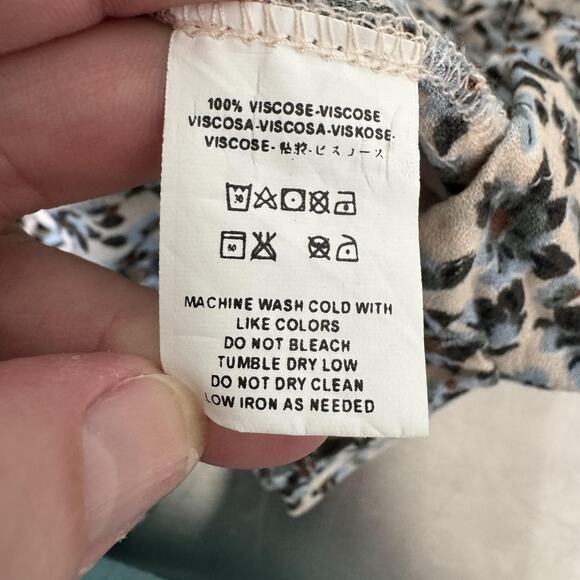 100% VISCOSE-VISCOSE
VISCOSA-VISCOSA-VISKOSE-
VISCOSE-粘胶-ビスコース
30
MACHINE WASH COLD WITH
LIKE COLORS
DO NOT BLEACH
TUMBLE DRY LOW
DO NOT DRY CLEAN
LOW IRON AS NEEDED